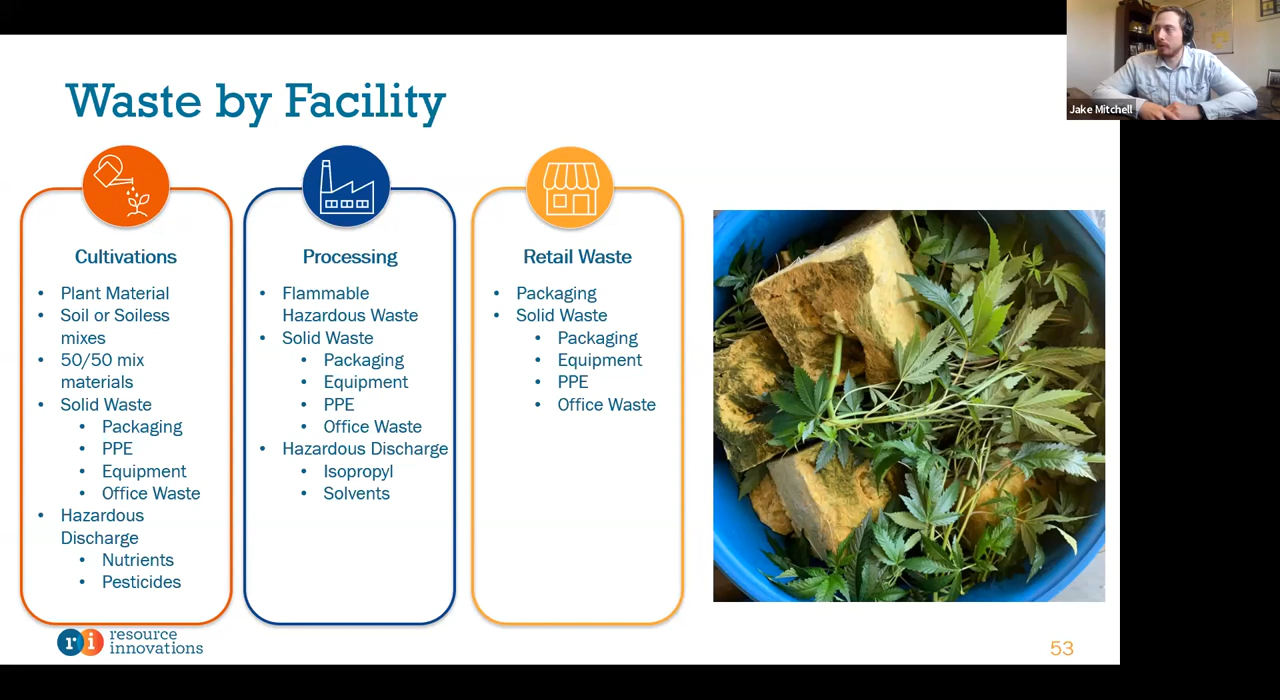 Waste by Facility
Jake Mitchell
Cultivations
• Plant Material
• Soil or Soiless
mixes
• 50/50 mix
materials
• Solid Waste
• Packaging
• PPE
• Equipment
• Office Waste
• Hazardous
Discharge
• Nutrients
• Pesticides
Processing
• Flammable
Hazardous Waste
• Solid Waste
• Packaging
• Equipment
• PPE
• Office Waste
• Hazardous Discharge
• Isopropyl
• Solvents
Retail Waste
• Packaging
• Solid Waste
• Packaging
• Equipment
• PPE
• Office Waste
ri resource
innovations
53